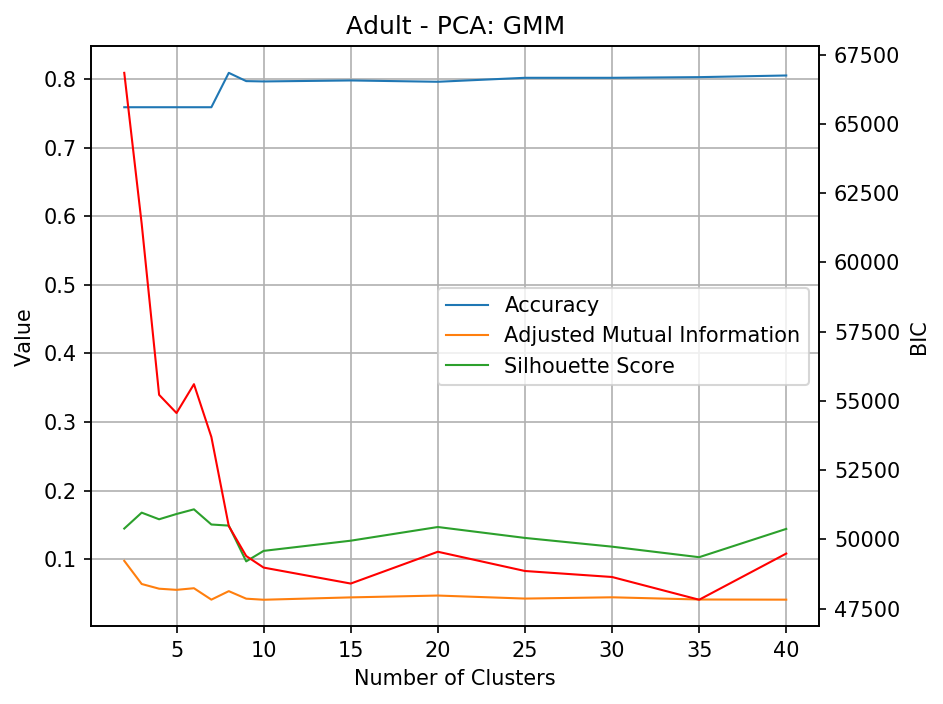 Adult - PCA: GMM
Value
0.8
0.7
0.6
0.5
0.4
0.3
0.2
0.1
Accuracy
Adjusted Mutual Information
Silhouette Score
67500
65000
62500
60000
57500
55000
52500
50000
47500
BIC
5 10 15 20 25 30 35 40
Number of Clusters